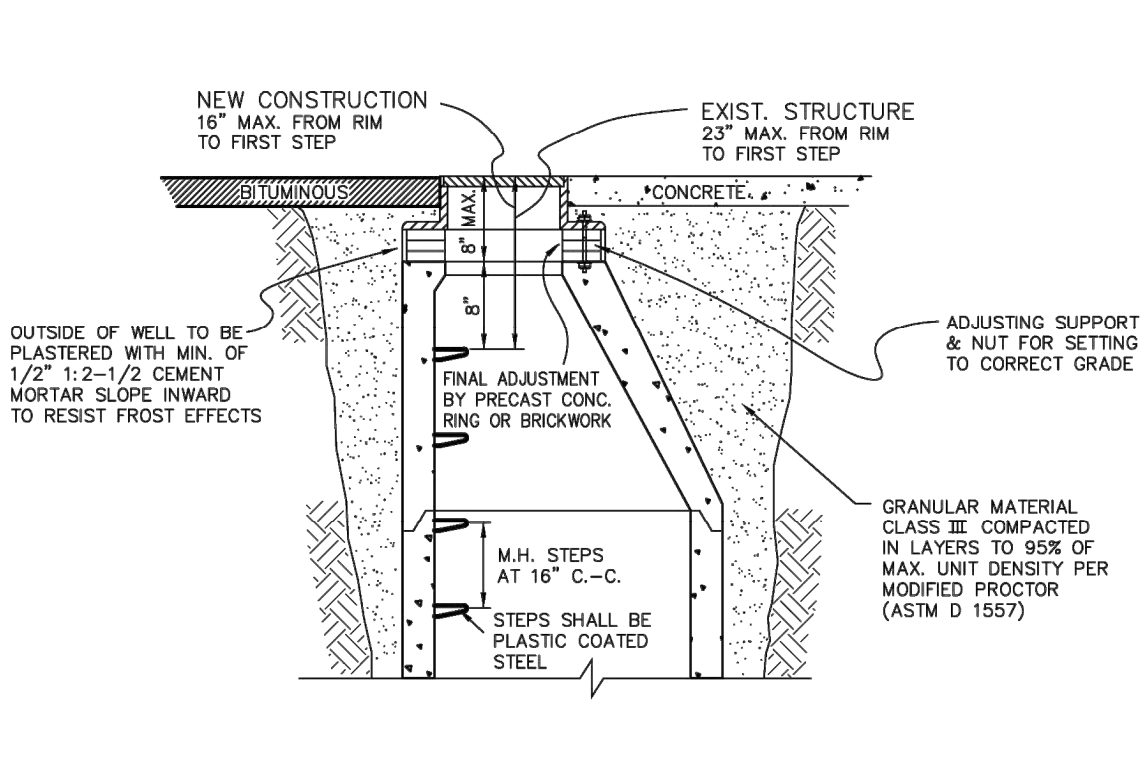 NEW CONSTRUCTION
16" MAX. FROM RIM
TO FIRST STEP
EXIST. STRUCTURE
23" MAX. FROM RIM
TO FIRST STEP
BITUMINOUS
CONCRETE
8" MAX.
8"
OUTSIDE OF WELL TO BE
PLASTERED WITH MIN. OF
1/2" 1:2-1/2 CEMENT
MORTAR SLOPE INWARD
TO RESIST FROST EFFECTS
FINAL ADJUSTMENT
BY PRECAST CONC.
RING OR BRICKWORK
ADJUSTING SUPPORT
& NUT FOR SETTING
TO CORRECT GRADE
GRANULAR MATERIAL
CLASS III COMPACTED
IN LAYERS TO 95% OF
MAX. UNIT DENSITY PER
MODIFIED PROCTOR
(ASTM D 1557)
M.H. STEPS
AT 16" C.-C.
STEPS SHALL BE
PLASTIC COATED
STEEL